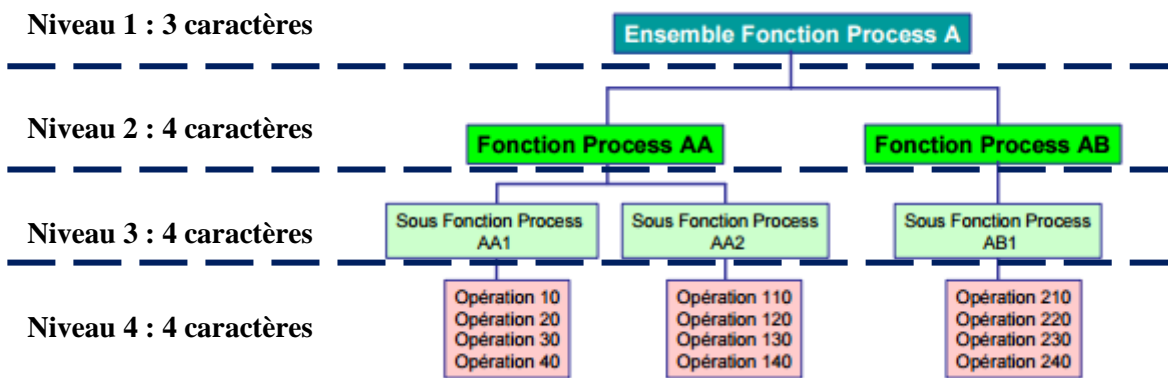 Niveau 1 : 3 caractères
Ensemble Fonction Process A
Niveau 2 : 4 caractères
Fonction Process AA
Fonction Process AB
Niveau 3 : 4 caractères
Sous Fonction Process
AA1
Sous Fonction Process
AA2
Sous Fonction Process
AB1
Niveau 4 : 4 caractères
Opération 10
Opération 20
Opération 30
Opération 40
Opération 110
Opération 120
Opération 130
Opération 140
Opération 210
Opération 220
Opération 230
Opération 240